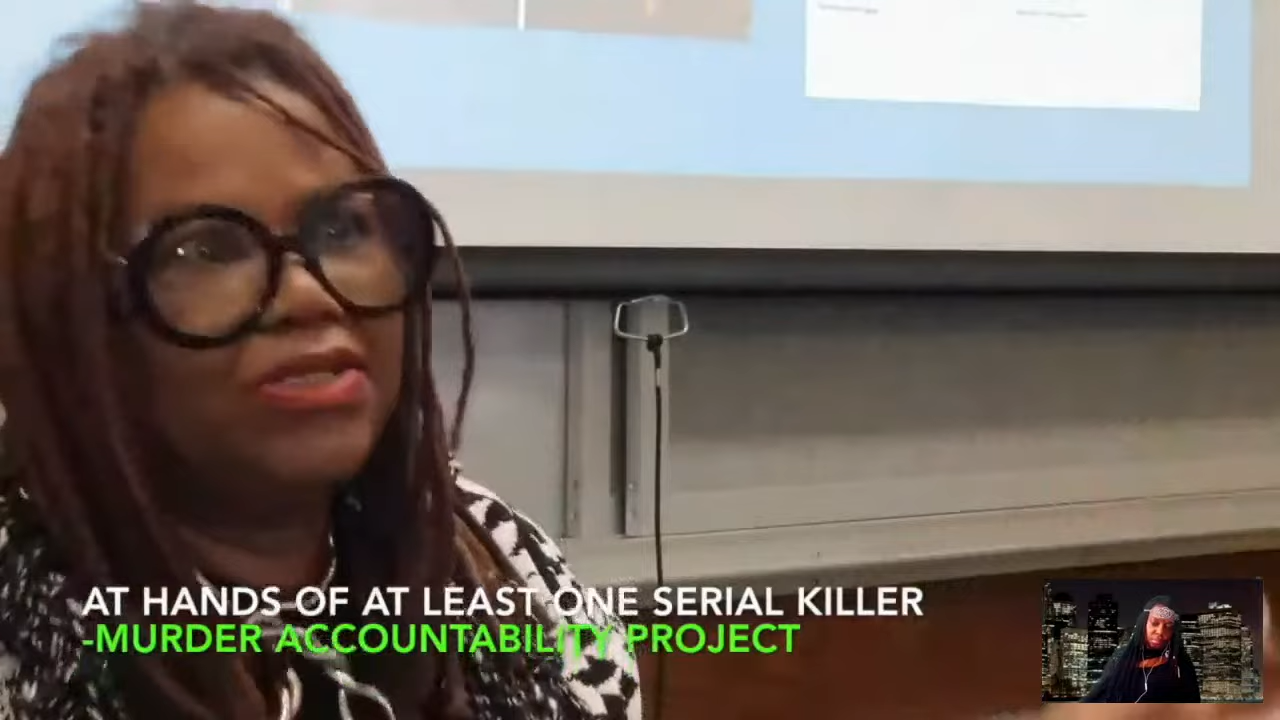 AT HANDS OF AT LEAST ONE SERIAL KILLER
-MURDER ACCOUNTABILITY PROJECT